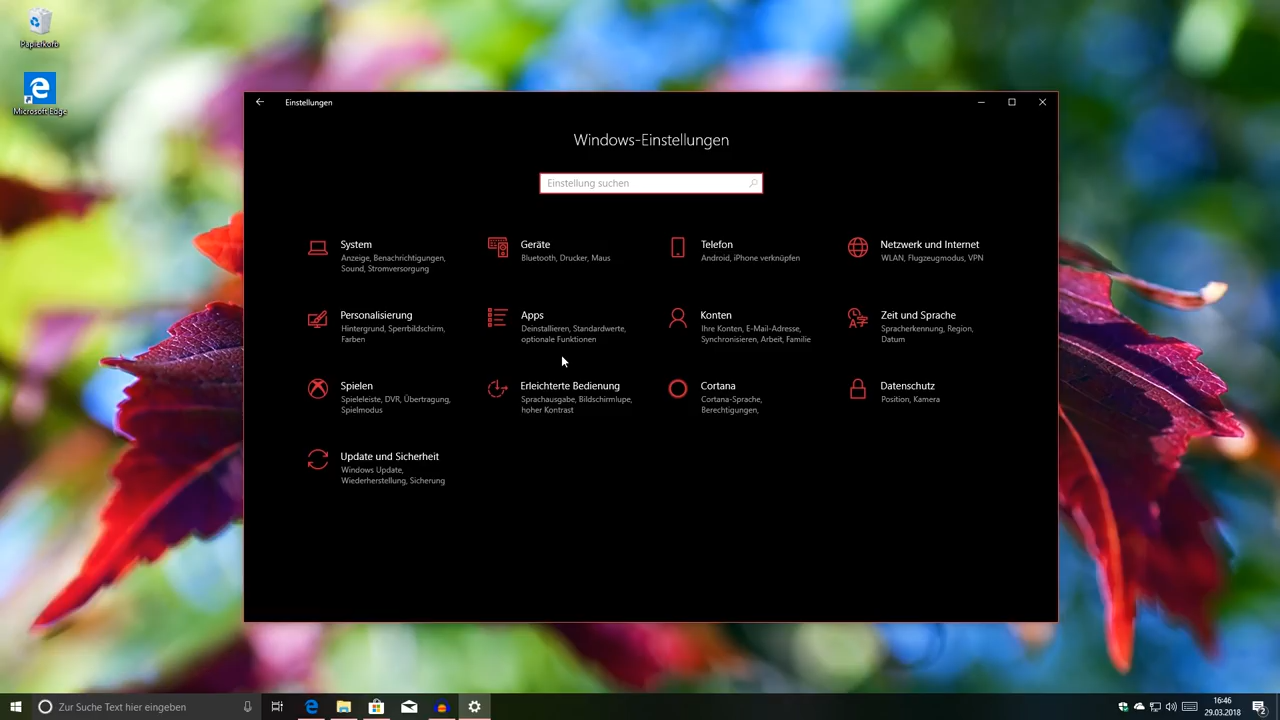 Papierkorb
Microsoft Edge
Einstellungen
Windows-Einstellungen
Einstellung suchen
System
Anzeige, Benachrichtigungen,
Sound, Stromversorgung
Geräte
Bluetooth, Drucker, Maus
Telefon
Android, iPhone verknüpfen
Netzwerk und Internet
WLAN, Flugzeugmodus, VPN
Personalisierung
Hintergrund, Sperrbildschirm,
Farben
Apps
Deinstallieren, Standardwerte,
optionale Funktionen
Konten
Ihre Konten, E-Mail-Adresse,
Synchronisieren, Arbeit, Familie
Zeit und Sprache
Spracherkennung, Region,
Datum
Spielen
Spieleleiste, DVR, Übertragung,
Spielmodus
Erleichterte Bedienung
Sprachausgabe, Bildschirmlupe,
hoher Kontrast
Cortana
Cortana-Sprache,
Berechtigungen,
Datenschutz
Position, Kamera
Update und Sicherheit
Windows Update,
Wiederherstellung, Sicherung
Zur Suche Text hier eingeben
16:46
29.03.2018
2